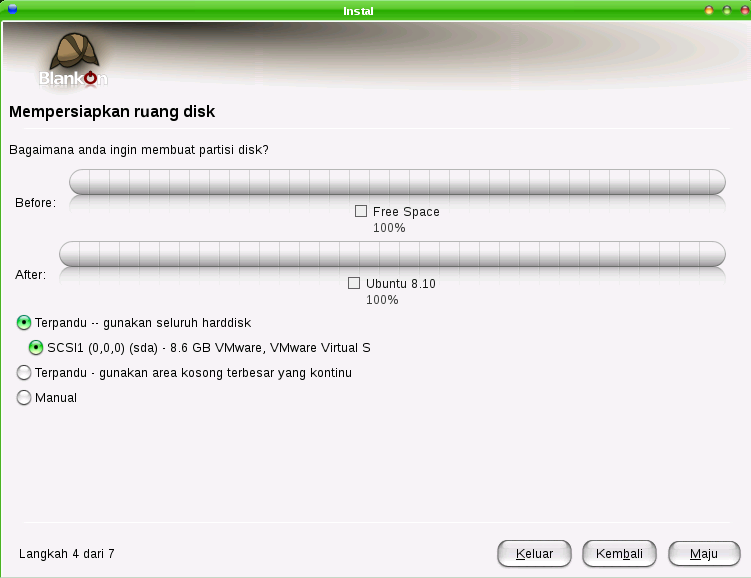 Instal
BlankOn
Mempersiapkan ruang disk
Bagaimana anda ingin membuat partisi disk?
Before:
Free Space
100%
After:
Ubuntu 8.10
100%
Terpandu -- gunakan seluruh harddisk
SCSI1 (0,0,0) (sda) - 8.6 GB VMware, VMware Virtual S
Terpandu - gunakan area kosong terbesar yang kontinu
Manual
Langkah 4 dari 7
Keluar
Kembali
Maju